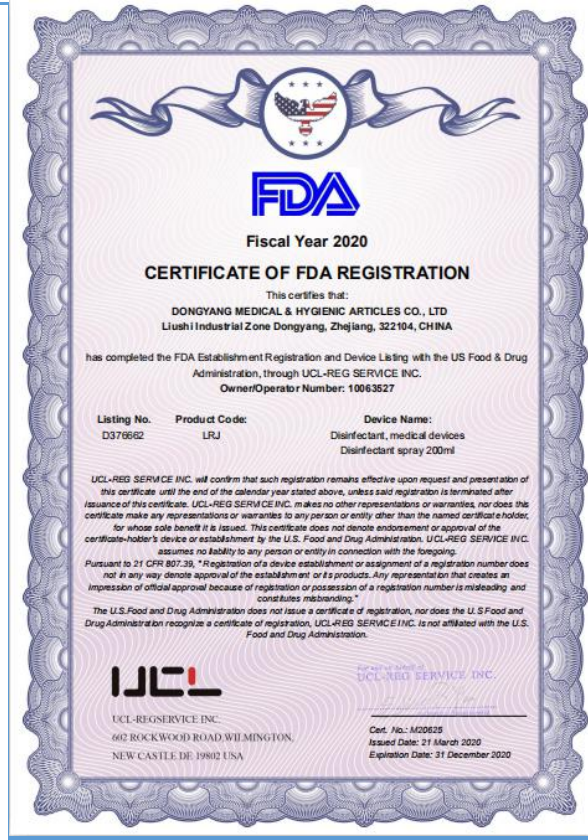 FDA
Fiscal Year 2020
CERTIFICATE OF FDA REGISTRATION
This certifies that:
DONGYANG MEDICAL & HYGIENIC ARTICLES CO., LTD
Liushi Industrial Zone Dongyang, Zhejiang, 322104, CHINA
has completed the FDA Establishment Registration and Device Listing with the US Food & Drug
Administration, through UCL-REG SERVICE INC.
Owner/Operator Number: 10063527
Listing No. Product Code: Device Name:
D376662 LRJ Disinfectant, medical devices
Disinfectant spray 200ml
UCL-REG SERVICE INC. will confirm that such registration remains effective upon request and presentation of
this certificate until the end of the calendar year stated above, unless said registration is terminated after
issuance of this certificate. UCL-REG SERVICE INC. makes no other representations or warranties, nor does this
certificate make any representations or warranties to any person or entity other than the named certificate holder,
for whose sole benefit it is issued. This certificate does not denote endorsement or approval of the
certificate-holder's device or establishment by the U.S. Food and Drug Administration. UCL-REG SERVICE INC.
assumes no liability to any person or entity in connection with the foregoing.
Pursuant to 21 CFR 807.39, "Registration of a device establishment or assignment of a registration number does
not in any way denote approval of the establishment or its products. Any representation that creates an
impression of official approval because of registration or possession of a registration number is misleading and
constitutes misbranding."
The U.S.Food and Drug Administration does not issue a certificate of registration, nor does the U.S Food and
Drug Administration recognize a certificate of registration, UCL-REG SERVICE INC. is not affiliated with the U.S.
Food and Drug Administration.
UCL
UCL-REGSERVICE INC.
602 ROCKWOOD ROAD,WILMINGTON,
NEW CASTLE DE 19802 USA
For and on behalf of
UCL-REG SERVICE INC.
Cert. No.: M20625
Issued Date: 21 March 2020
Expiration Date: 31 December 2020